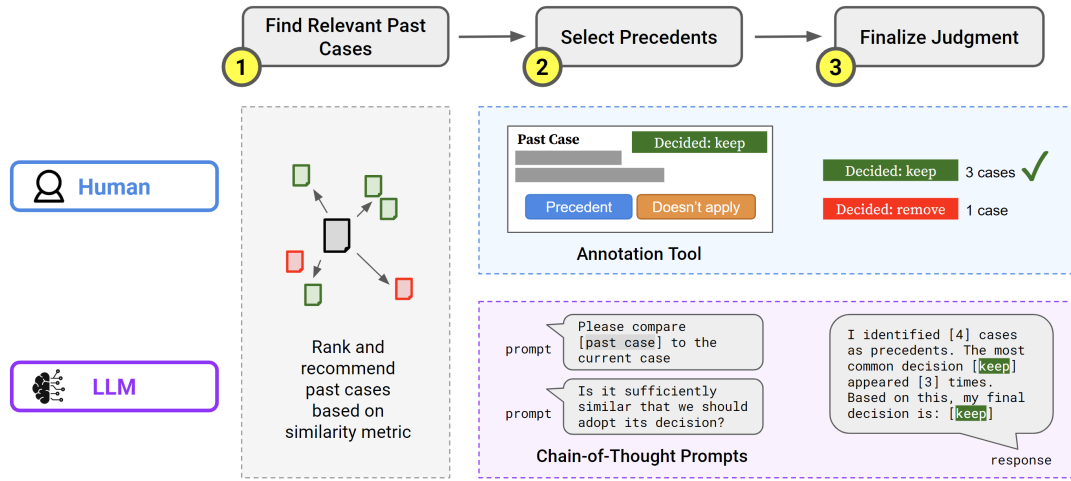 Find Relevant Past
Cases
1
Select Precedents
2
Finalize Judgment
3
Human
LLM
Rank and
recommend
past cases
based on
similarity metric
Past Case
Decided: keep
Precedent
Doesn't apply
Annotation Tool
Decided: keep
3 cases
Decided: remove
1 case
prompt
Please compare
[past case] to the
current case
prompt
Is it sufficiently
similar that we should
adopt its decision?
Chain-of-Thought Prompts
I identified [4] cases
as precedents. The most
common decision [keep]
appeared [3] times.
Based on this, my final
decision is: [keep]
response